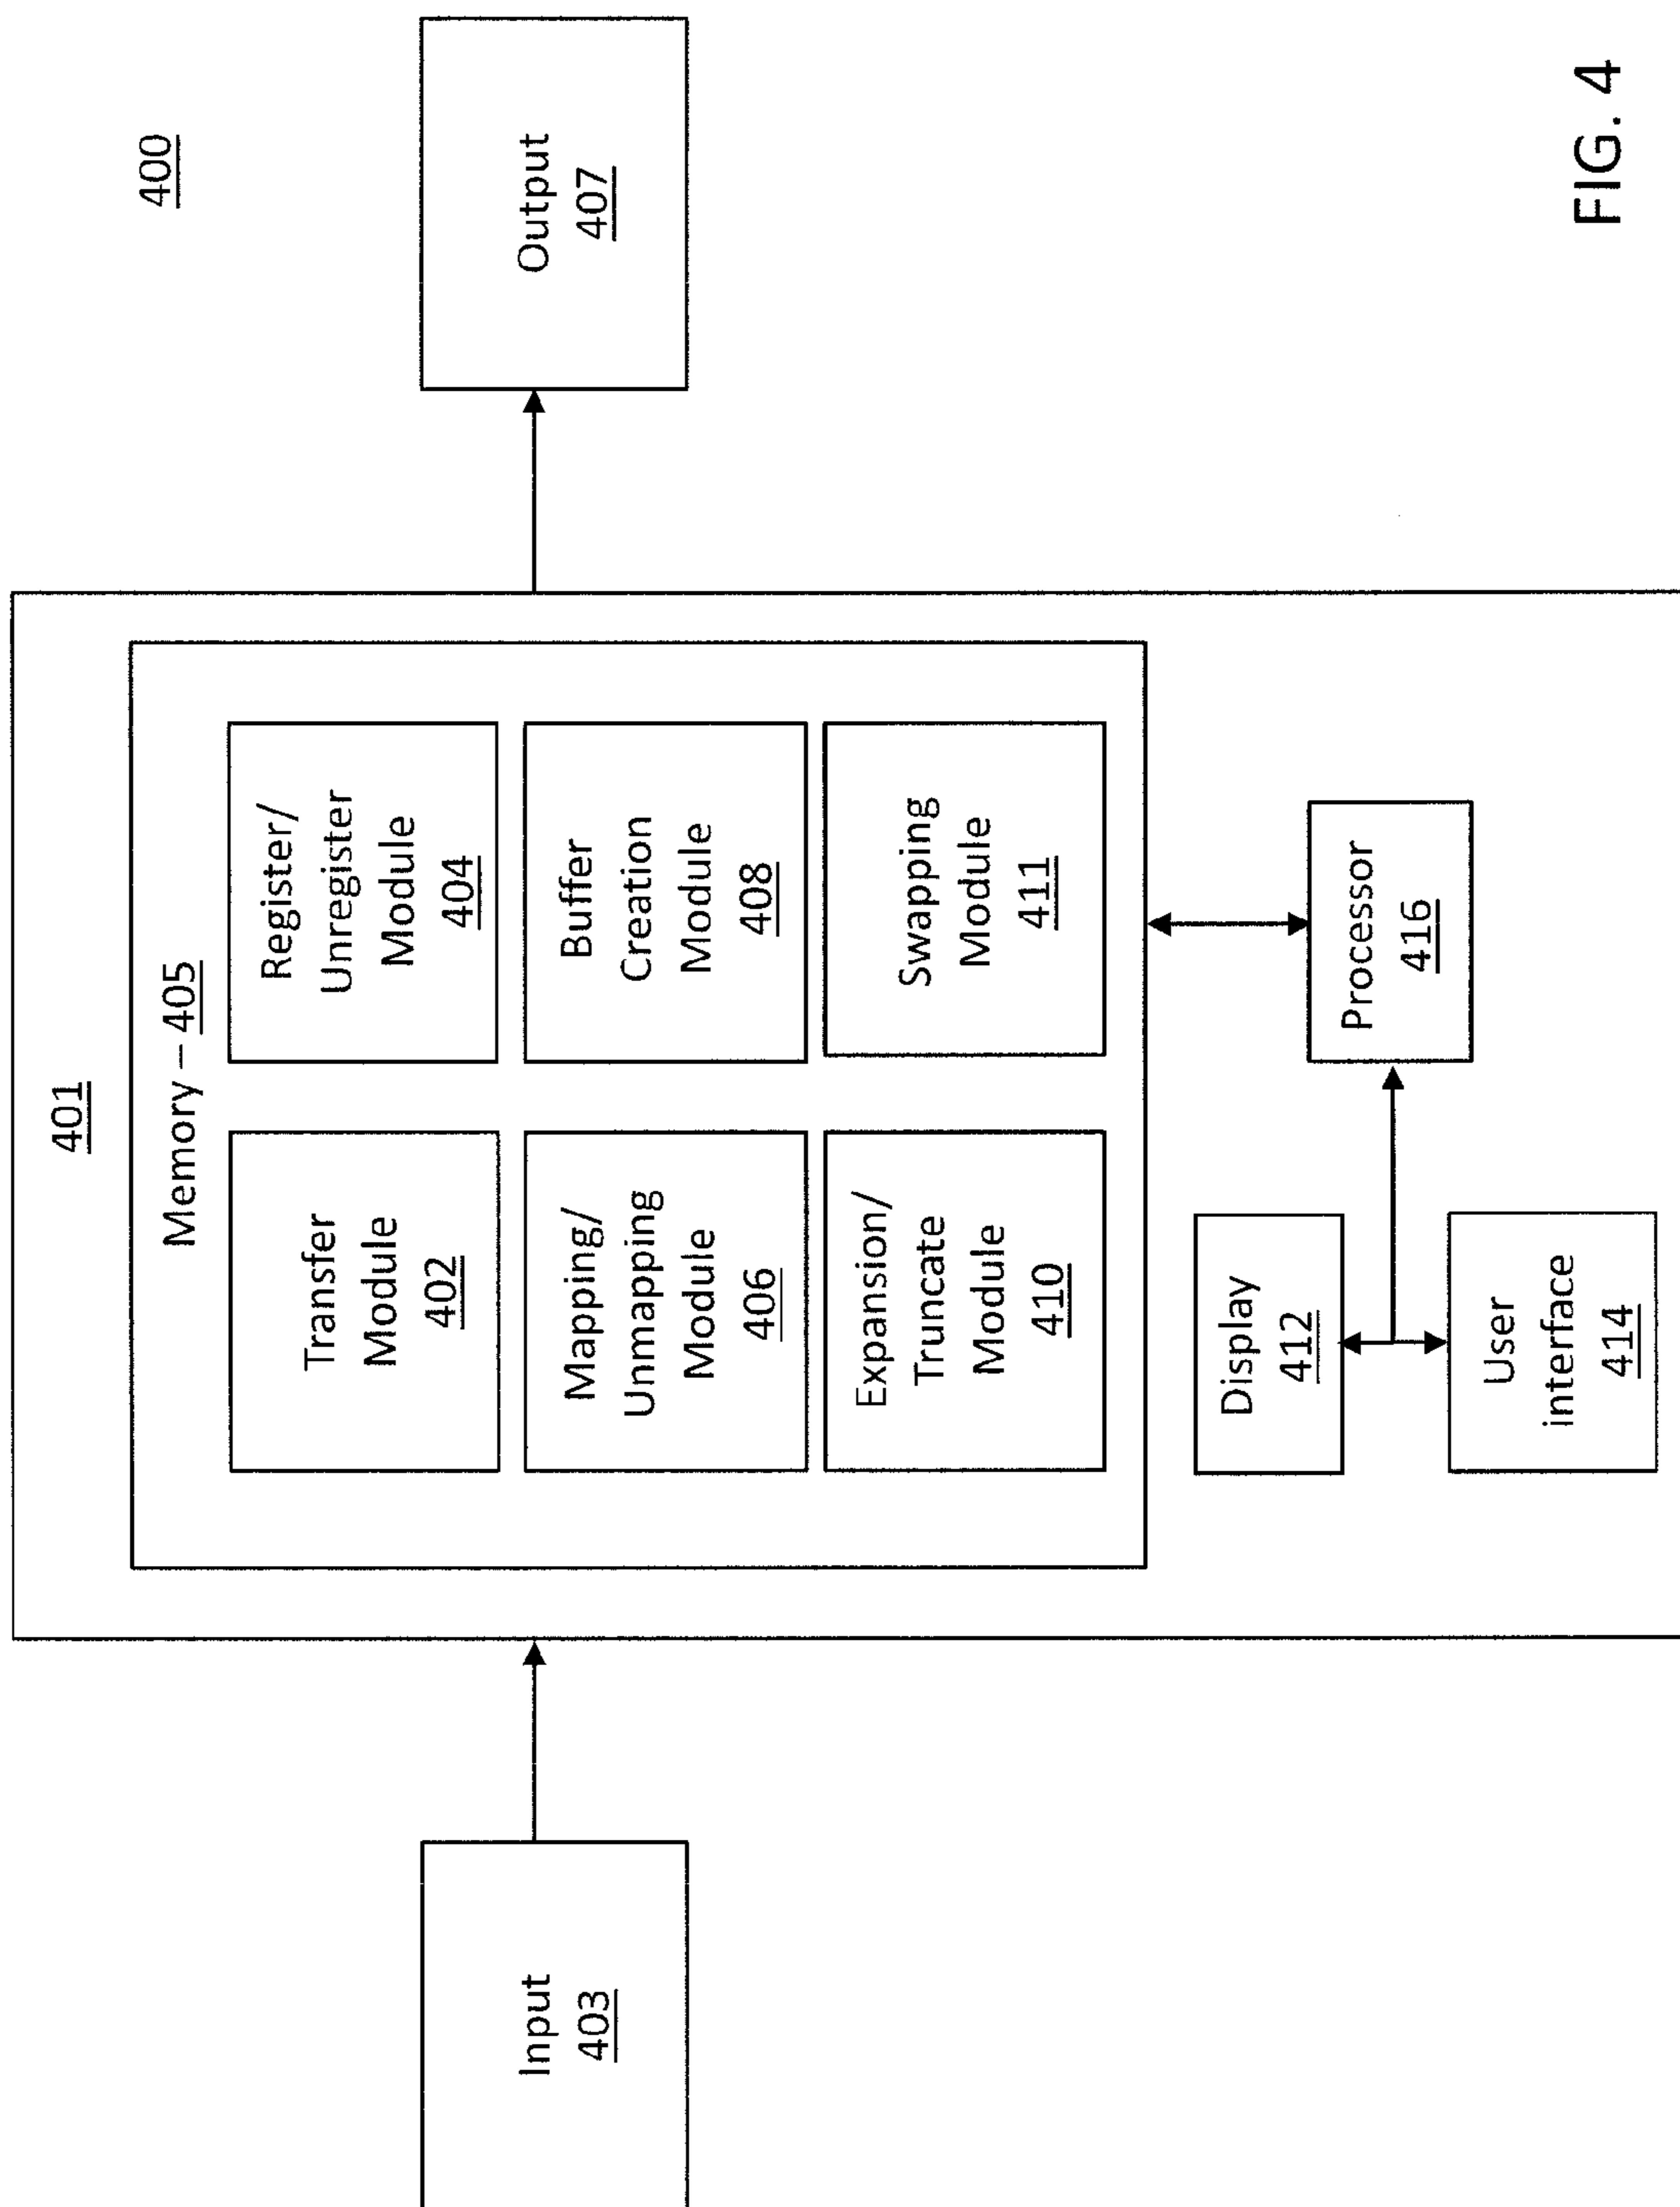 400
401
Memory – 405
Transfer
Module
402
Register/
Unregister
Module
404
Mapping/
Unmapping
Module
406
Buffer
Creation
Module
408
Expansion/
Truncate
Module
410
Swapping
Module
411
Input
403
Output
407
Display
412
User
interface
414
Processor
416
FIG. 4